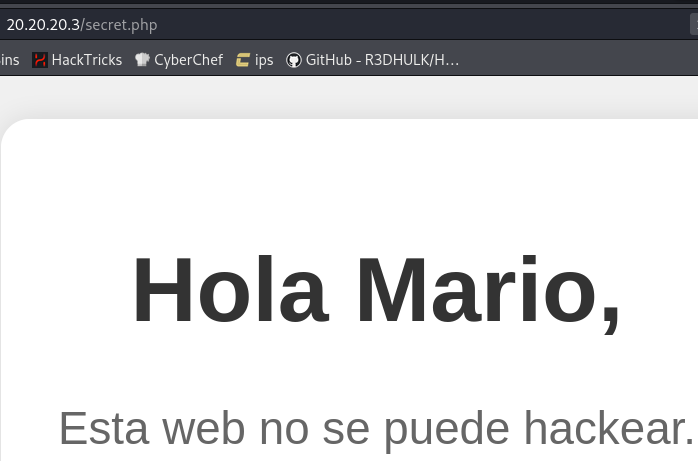 20.20.20.3/secret.php
ins HackTricks CyberChef ips GitHub - R3DHULK/H...
Hola Mario,
Esta web no se puede hackear.